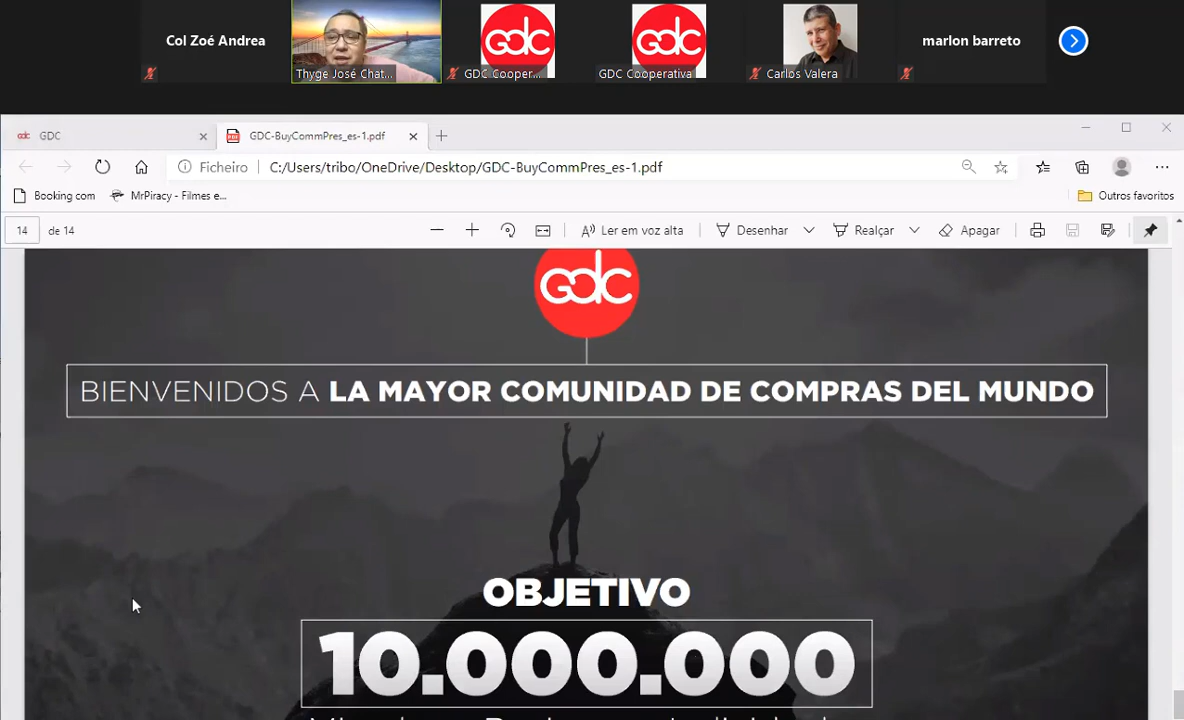 Col Zoé Andrea
Thyge José Chat...
GDC
GDC Cooper...
GDC
GDC Cooperativa
Carlos Valera
marlon barreto
GDC
GDC-BuyCommPres_es-1.pdf
Ficheiro
C:/Users/tribo/OneDrive/Desktop/GDC-BuyCommPres_es-1.pdf
Booking com
MrPiracy - Filmes e...
Outros favoritos
14 de 14
Ler em voz alta
Desenhar
Realçar
Apagar
GDC
BIENVENIDOS A LA MAYOR COMUNIDAD DE COMPRAS DEL MUNDO
OBJETIVO
10.000.000